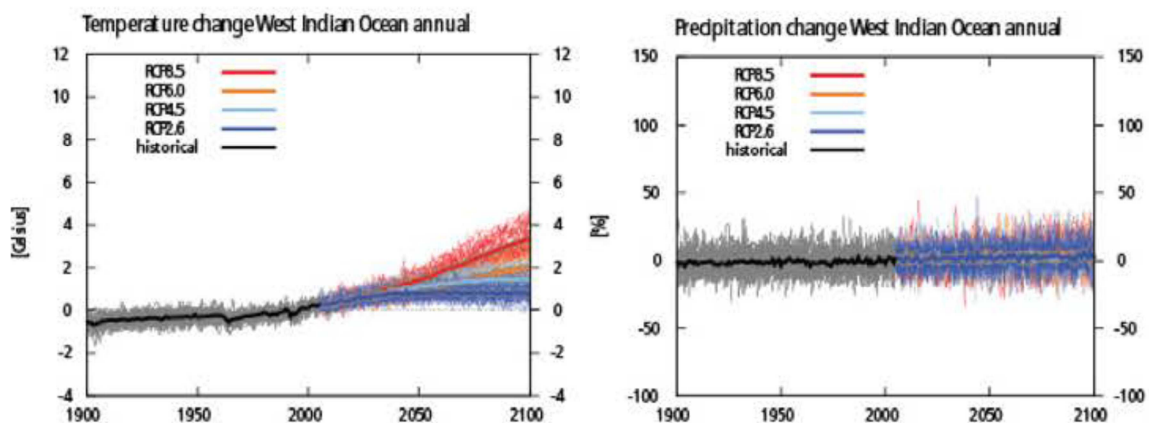 Temperature change West Indian Ocean annual
12
10
8
6
4
2
0
-2
-4
[Celsius]
RCP8.5
RCP6.0
RCP4.5
RCP2.6
historical
12
10
8
6
4
2
0
-2
-4
1900 1950 2000 2050 2100
Precipitation change West Indian Ocean annual
150
100
50
0
-50
-100
[%]
RCP8.5
RCP6.0
RCP4.5
RCP2.6
historical
150
100
50
0
-50
-100
1900 1950 2000 2050 2100